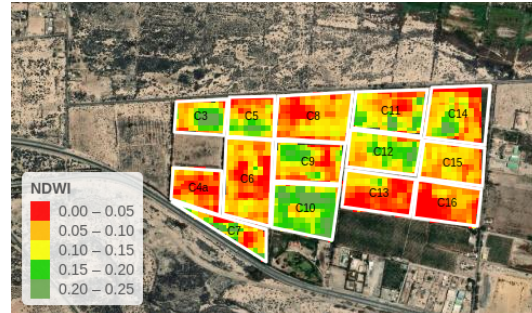 C3
C5
C8
C11
C14
C9
C12
C15
C6
C4a
C10
C13
C16
C7
NDWI
0.00 – 0.05
0.05 – 0.10
0.10 – 0.15
0.15 – 0.20
0.20 – 0.25